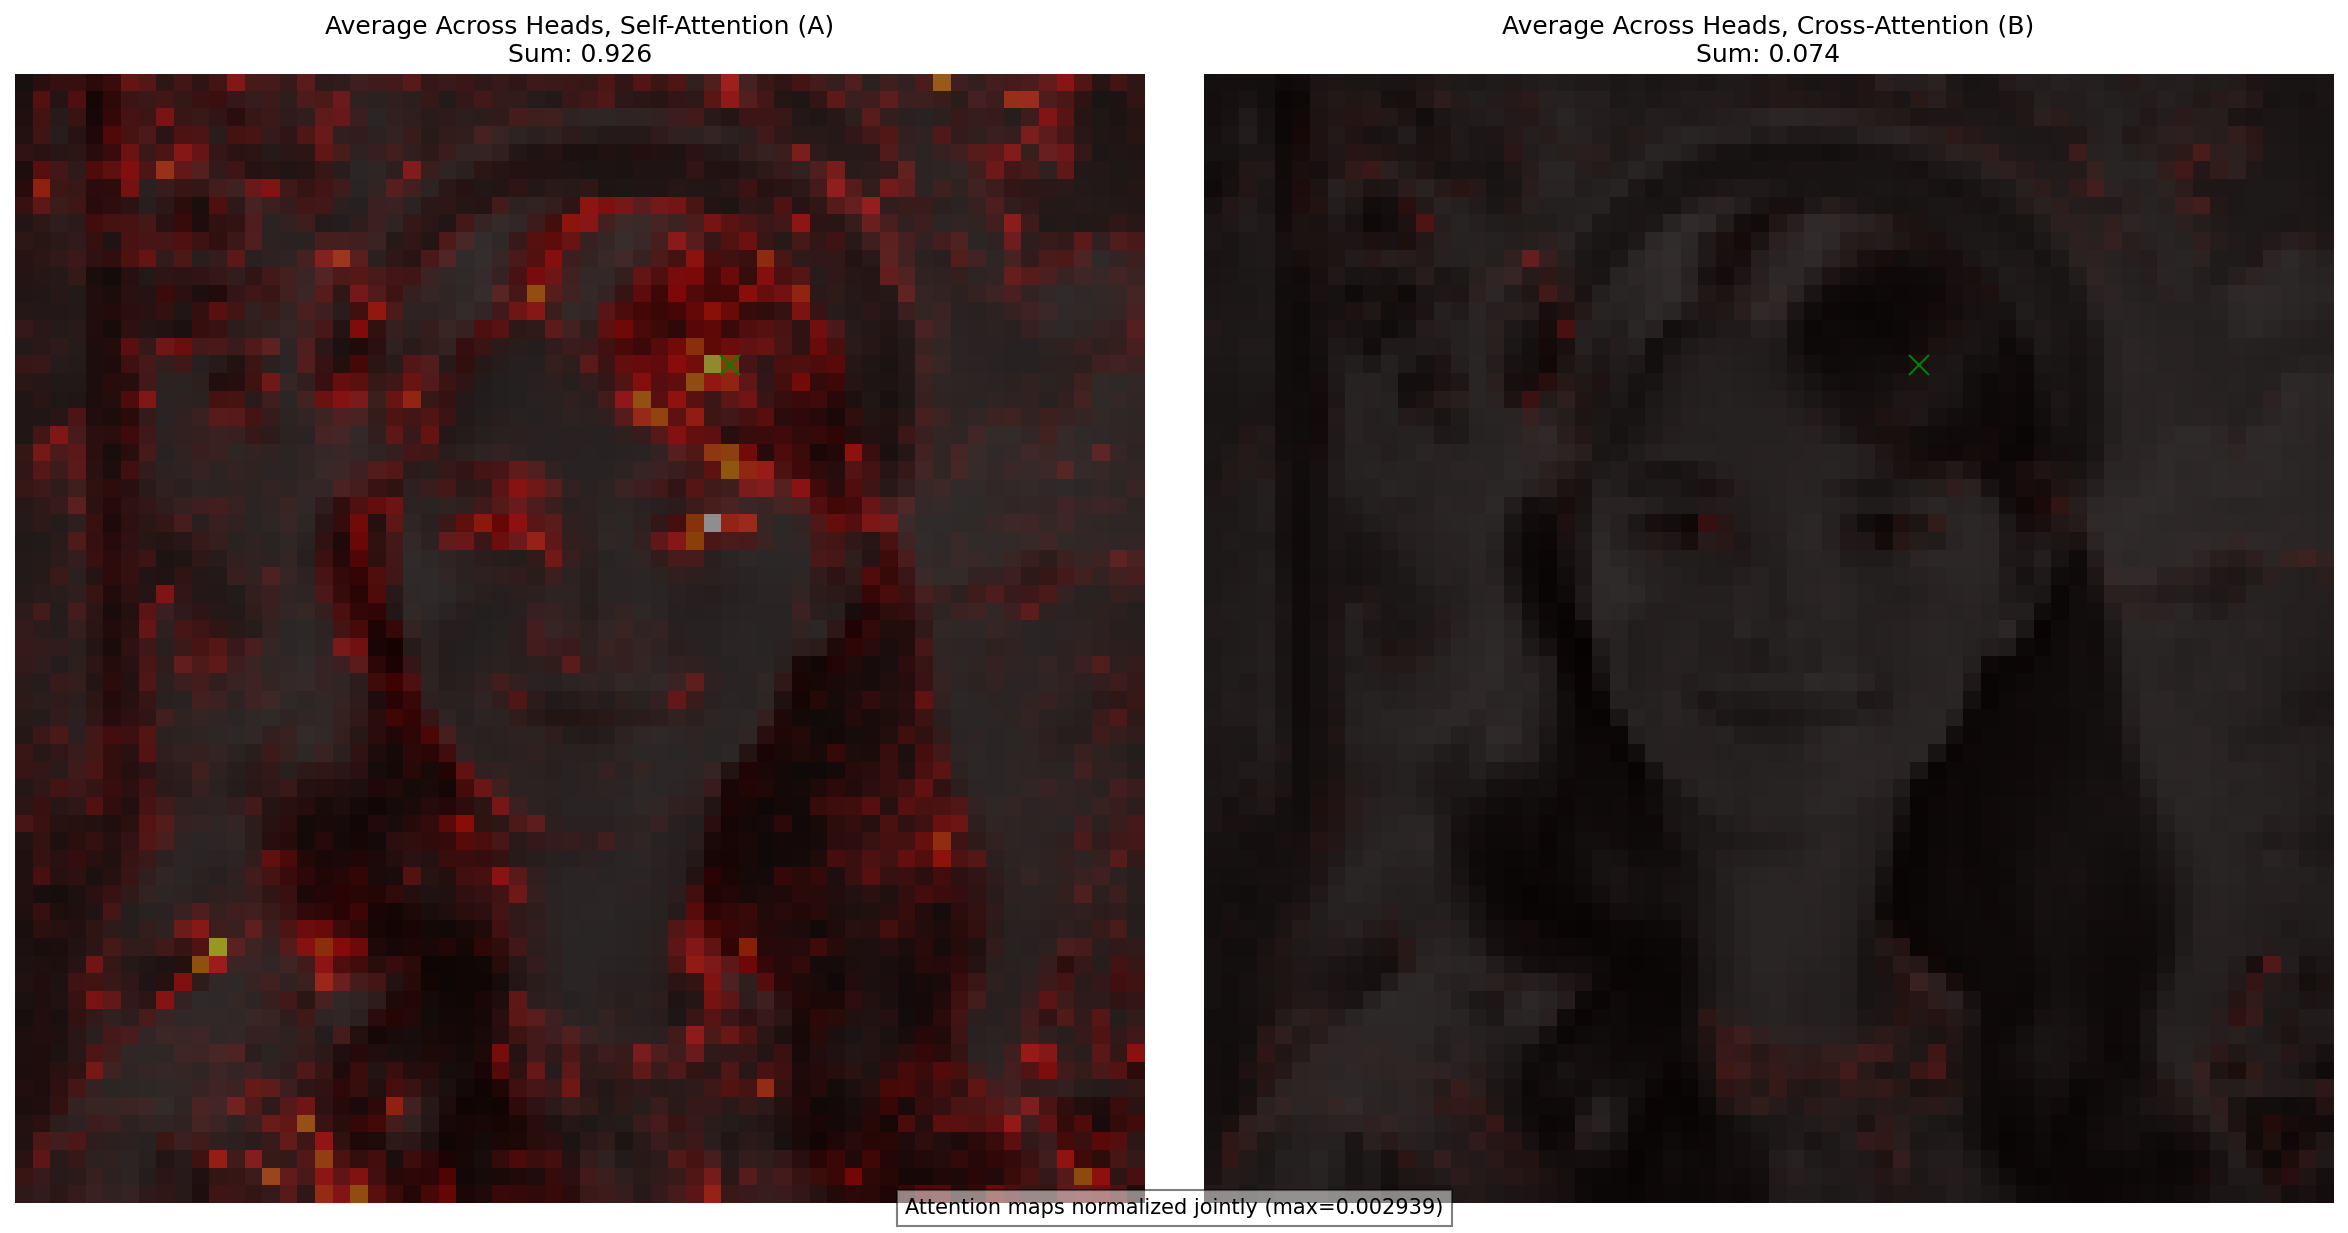 Average Across Heads, Self-Attention (A)
Sum: 0.926
Average Across Heads, Cross-Attention (B)
Sum: 0.074
Attention maps normalized jointly (max=0.002939)